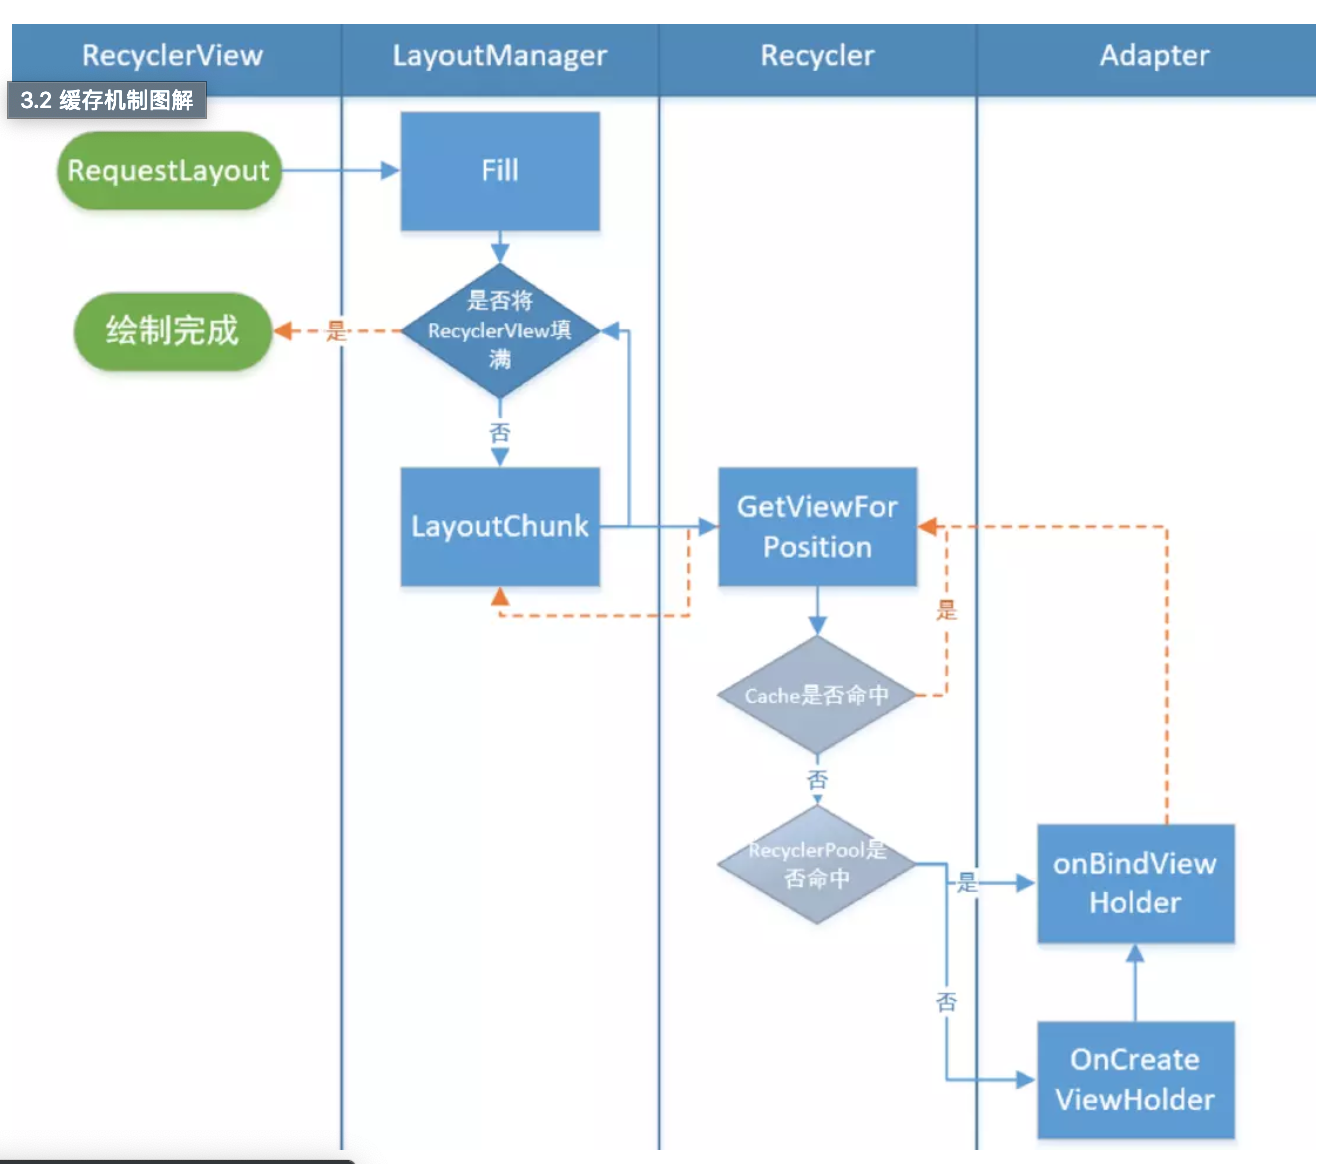 RecyclerView
LayoutManager
Recycler
Adapter
3.2 缓存机制图解
RequestLayout
Fill
是否将
RecyclerVIew填
满
绘制完成
是
否
LayoutChunk
GetViewFor
Position
是
Cache是否命中
否
RecyclerPool是
否命中
是
onBindView
Holder
否
OnCreate
ViewHolder